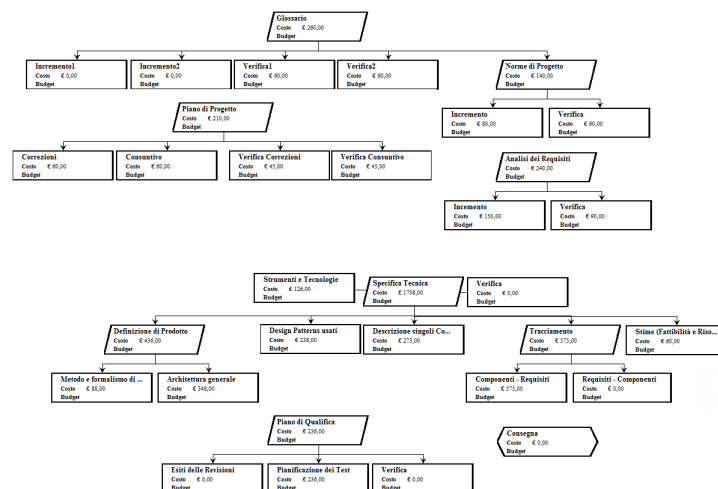 Glossario
Costo € 260,00
Budget
Incremento1
Costo € 0,00
Budget
Incremento2
Costo € 0,00
Budget
Verifica1
Costo € 60,00
Budget
Verifica2
Costo € 60,00
Budget
Norme di Progetto
Costo € 140,00
Budget
Incremento
Costo € 80,00
Budget
Verifica
Costo € 60,00
Budget
Piano di Progetto
Costo € 210,00
Budget
Correzioni
Costo € 60,00
Budget
Consuntivo
Costo € 60,00
Budget
Verifica Correzioni
Costo € 45,00
Budget
Verifica Consuntivo
Costo € 45,00
Budget
Analisi dei Requisiti
Costo € 240,00
Budget
Incremento
Costo € 150,00
Budget
Verifica
Costo € 90,00
Budget
Strumenti e Tecnologie
Costo € 126,00
Budget
Specifica Tecnica
Costo € 1708,00
Budget
Verifica
Costo € 0,00
Budget
Definizione di Prodotto
Costo € 436,00
Budget
Design Patterns usati
Costo € 238,00
Budget
Descrizione singoli Co...
Costo € 273,00
Budget
Tracciamento
Costo € 575,00
Budget
Stime (Fattibilità e Riso...
Costo € 60,00
Budget
Metodo e formalismo di ...
Costo € 88,00
Budget
Architettura generale
Costo € 348,00
Budget
Componenti - Requisiti
Costo € 575,00
Budget
Requisiti - Componenti
Costo € 0,00
Budget
Piano di Qualifica
Costo € 236,00
Budget
Consegna
Costo € 0,00
Budget
Esiti delle Revisioni
Costo € 0,00
Budget
Pianificazione dei Test
Costo € 236,00
Budget
Verifica
Costo € 0,00
Budget